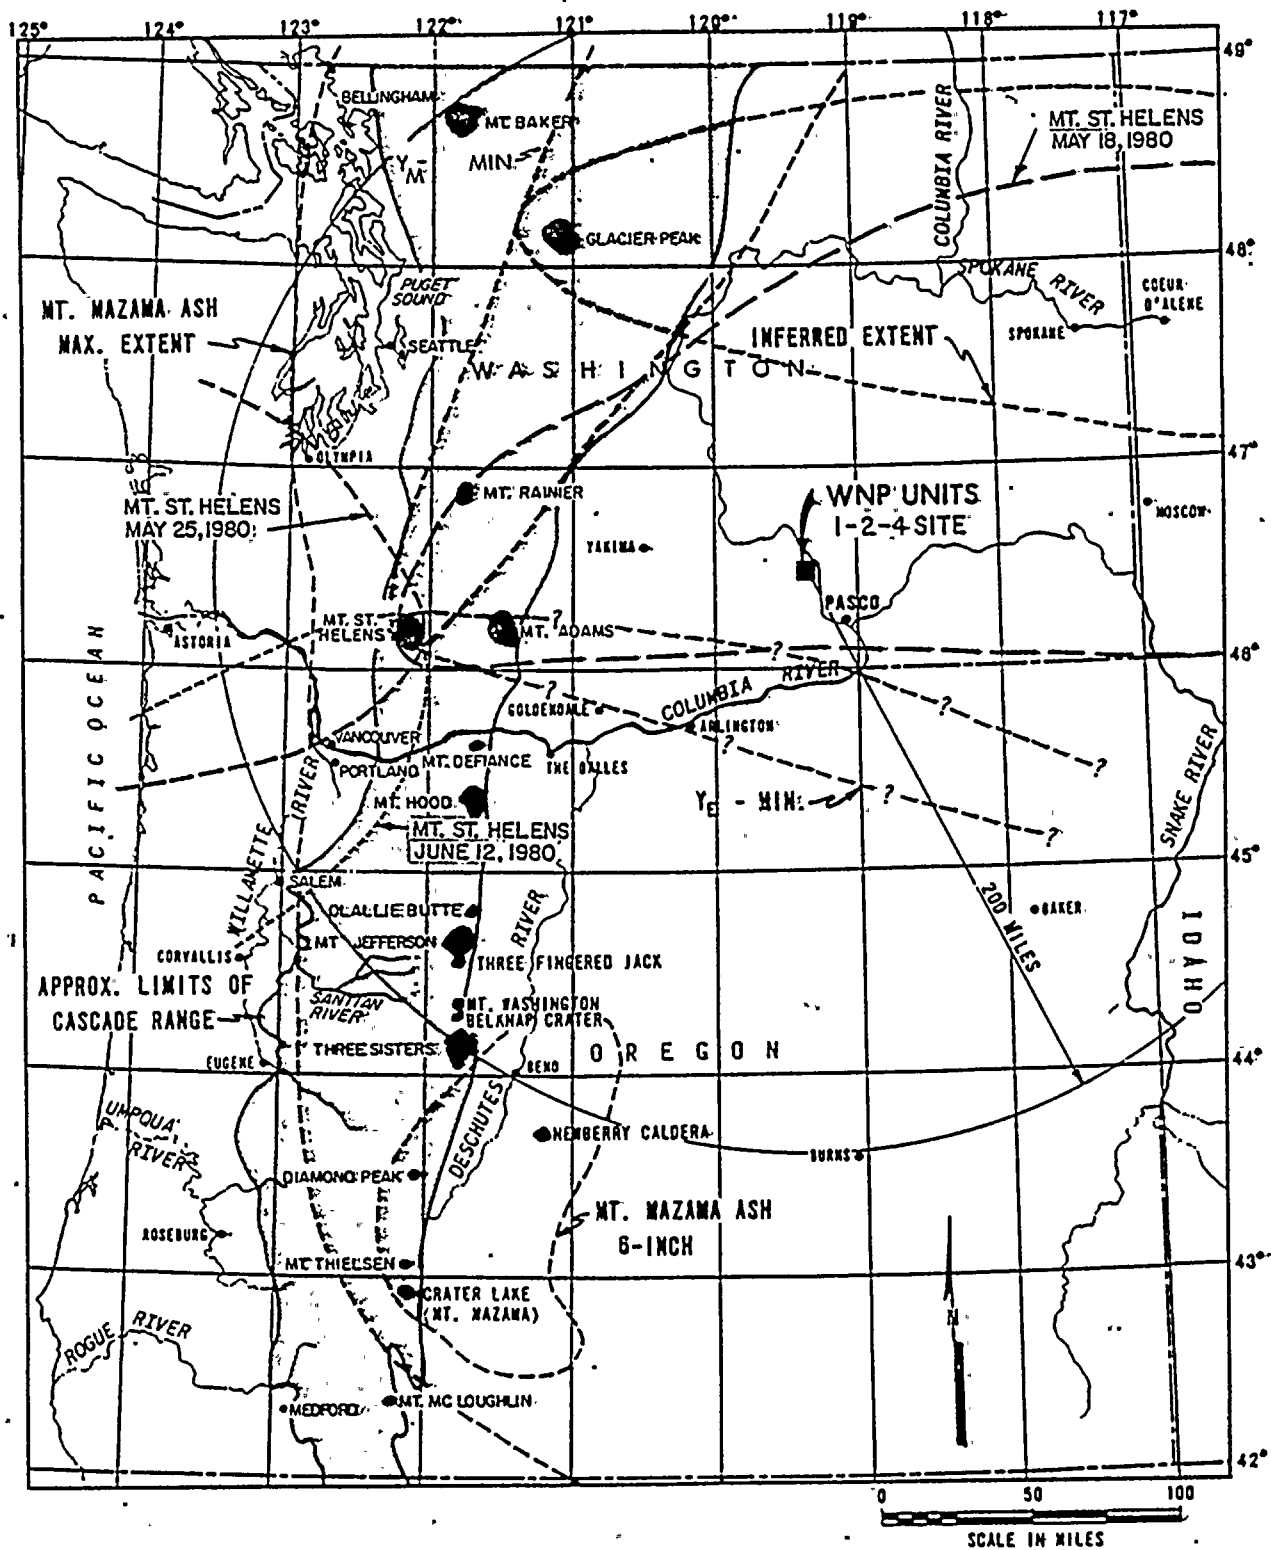 125° 124° 123° 122° 121° 120° 119° 118° 117°
49°
BELLINGHAM
MT. BAKER
MIN.
Y M
COLUMBIA RIVER
MT. ST. HELENS
MAY 18, 1980
GLACIER PEAK
48°
PUGET
SOUND
SPOKANE RIVER
COEUR
D'ALENE
SPOKANE
MT. MAZAMA ASH
MAX. EXTENT
SEATTLE
INFERRED EXTENT
WASHINGTON
47°
OLYMPIA
MT. RAINIER
MT. ST. HELENS
MAY 25, 1980
WNP UNITS
1-2-4 SITE
MOSCOW
YAKIMA
PASCO
MT. ST.
HELENS
MT. ADAMS
?
?
ASTORIA
46°
PACIFIC OCEAN
?
GOLDENDALE
COLUMBIA RIVER
ARLINGTON
?
?
?
VANCOUVER
PORTLAND
MT. DEFIANCE
THE DALLES
MT. HOOD
YE - MIN.
?
?
SNAKE RIVER
MT. ST. HELENS
JUNE 12, 1980
45°
WILLANETTE RIVER
SALEM
200 MILES
BAKER
OLALLIE BUTTE
MT JEFFERSON
CORVALLIS
THREE FINGERED JACK
IDAHO
APPROX. LIMITS OF
CASCADE RANGE
SANTIAN
RIVER
MT. WASHINGTON
BELKNAP CRATER
THREE SISTERS
OREGON
EUGENE
BEND
44°
UMPQUA
RIVER
DESCHUTES RIVER
NEWBERRY CALDERA
BURNS
DIAMOND PEAK
MT. MAZAMA ASH
6-INCH
ROSEBURG
MT. THIELSEN
43°
CRATER LAKE
(MT. MAZAMA)
N
ROGUE RIVER
MEDFORD
MT. MC LOUGHLIN
42°
0 50 100
SCALE IN MILES